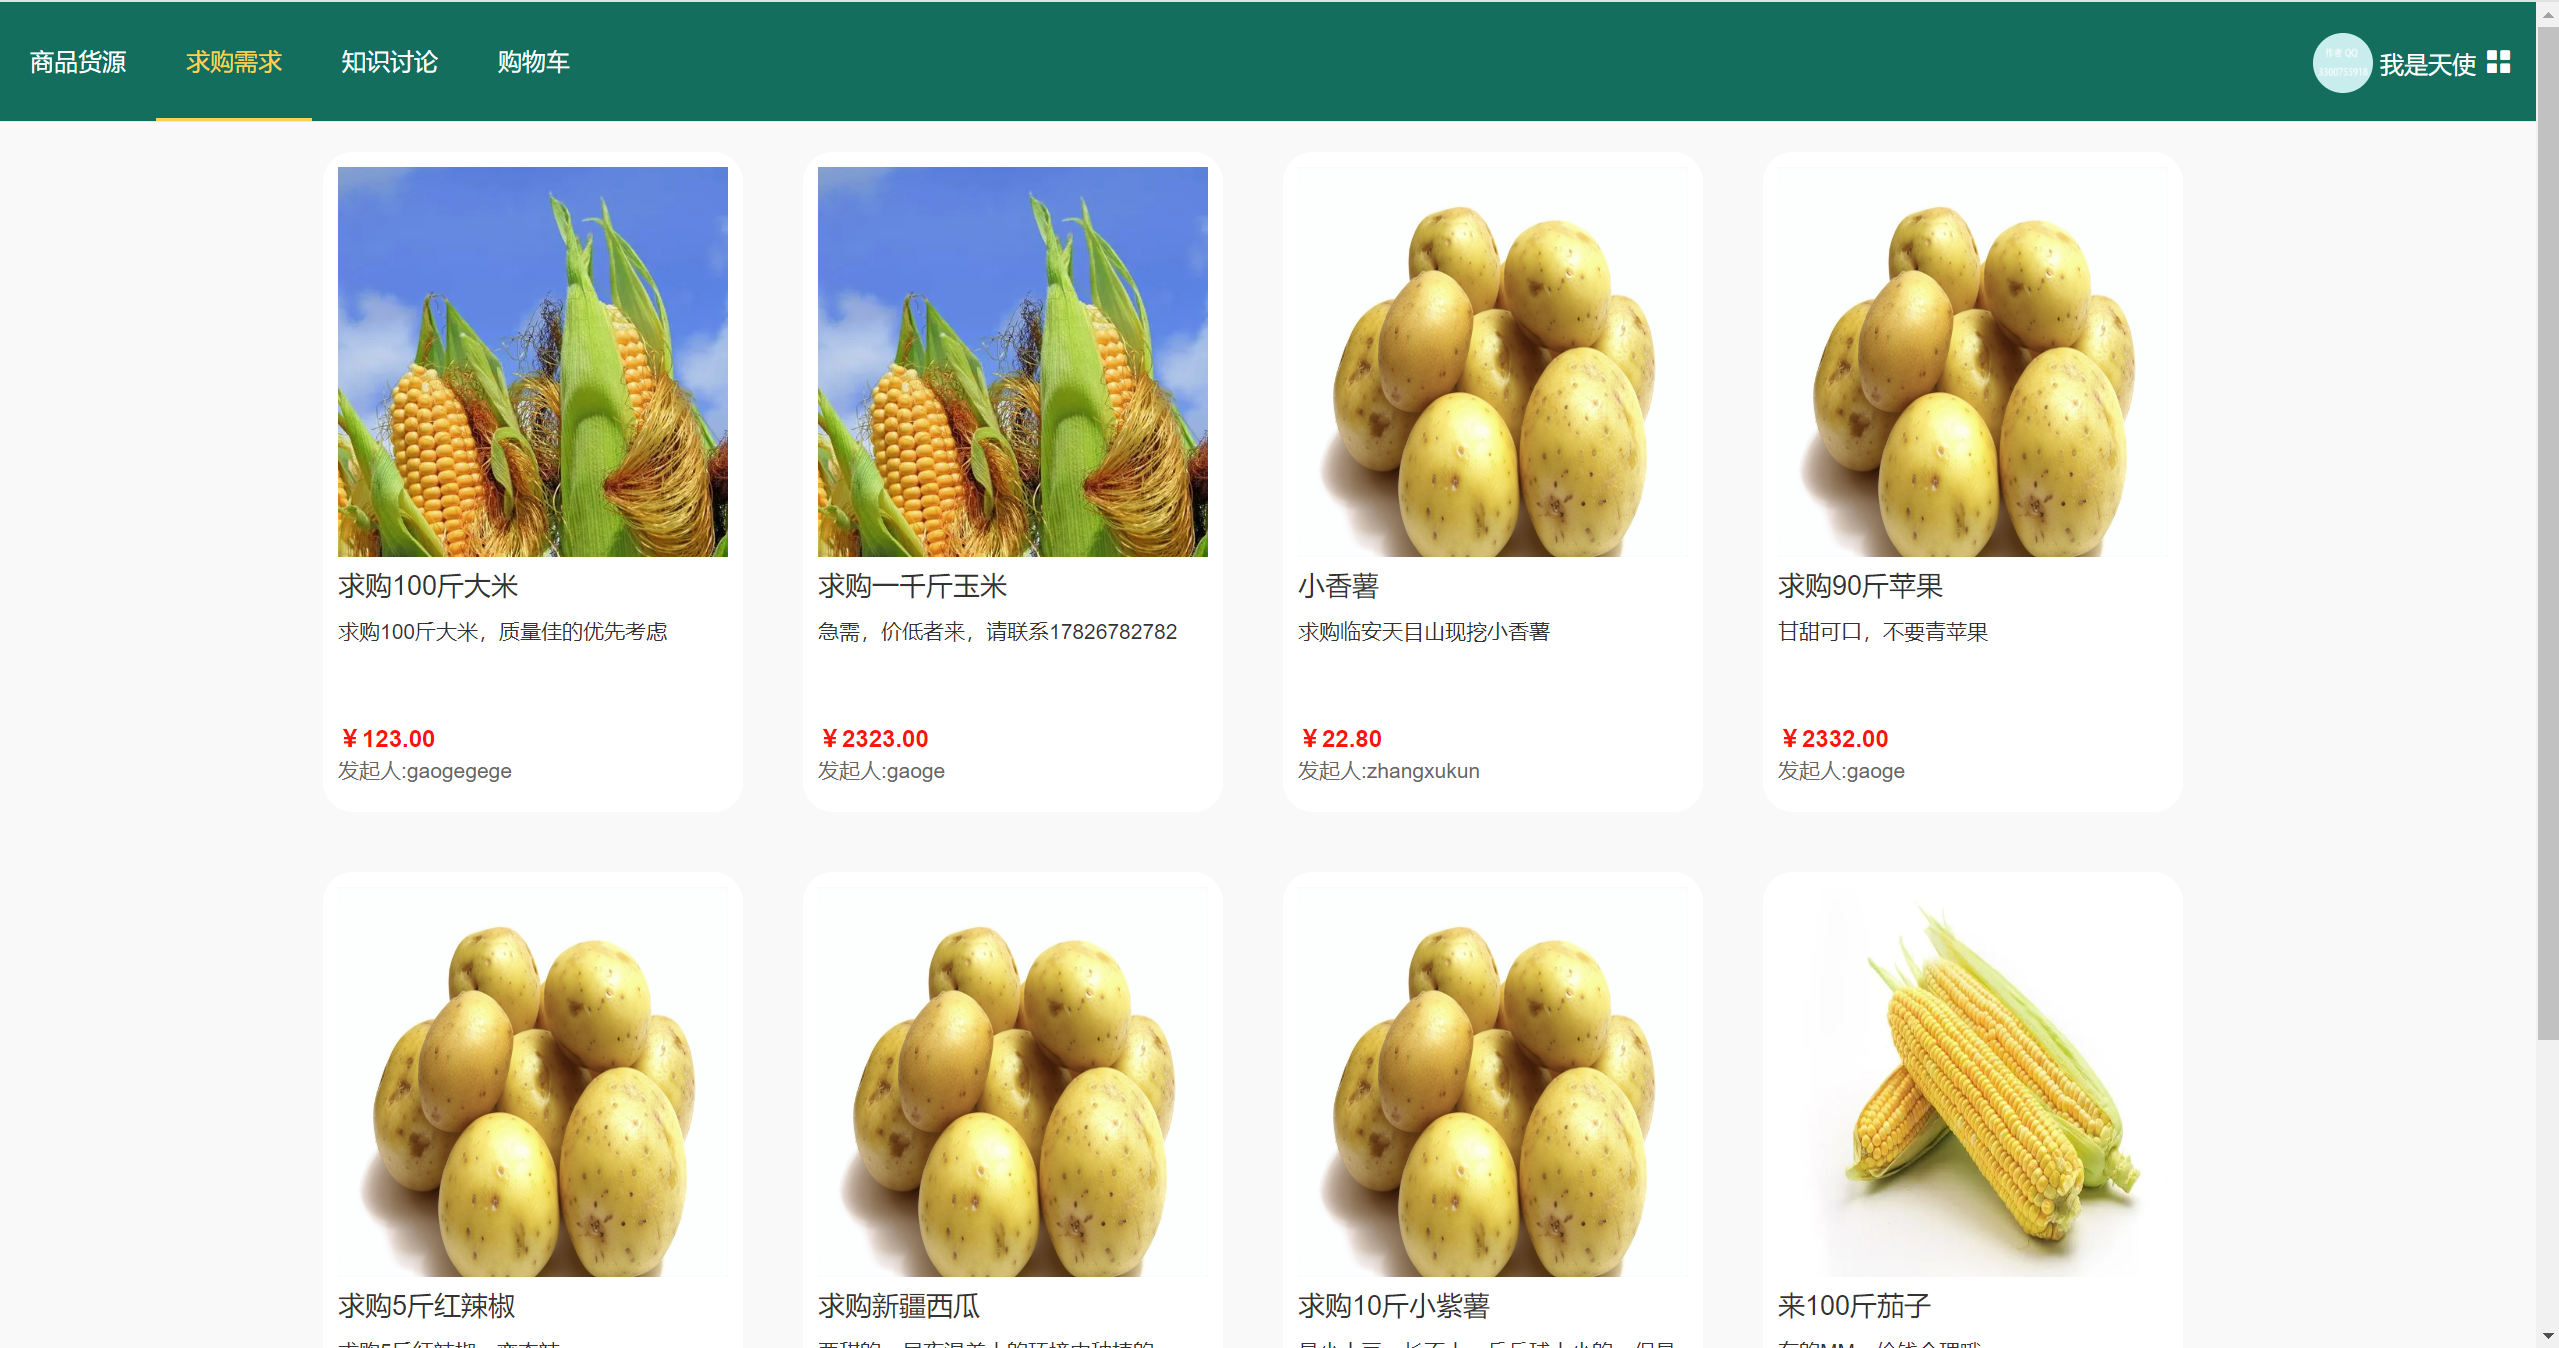 商品货源 求购需求 知识讨论 购物车
作者 QQ
3300755918
我是天使
求购100斤大米
求购100斤大米，质量佳的优先考虑
￥123.00
发起人:gaogegege
求购一千斤玉米
急需，价低者来，请联系17826782782
￥2323.00
发起人:gaoge
小香薯
求购临安天目山现挖小香薯
￥22.80
发起人:zhangxukun
求购90斤苹果
甘甜可口，不要青苹果
￥2332.00
发起人:gaoge
求购5斤红辣椒
求购新疆西瓜
求购10斤小紫薯
来100斤茄子